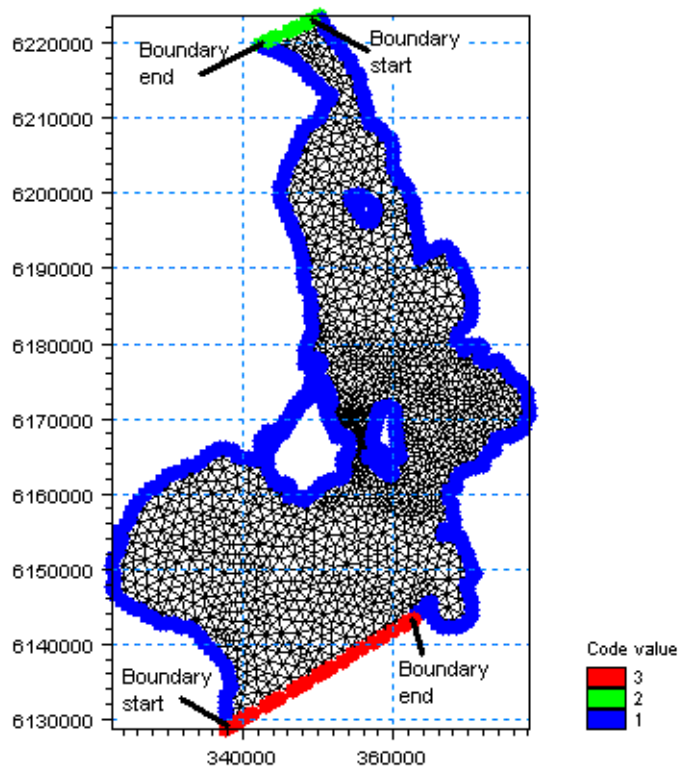 6220000
Boundary
end
Boundary
start
6210000
6200000
6190000
6180000
6170000
6160000
6150000
6140000
6130000
Boundary
start
Boundary
end
340000
360000
Code value
3
2
1